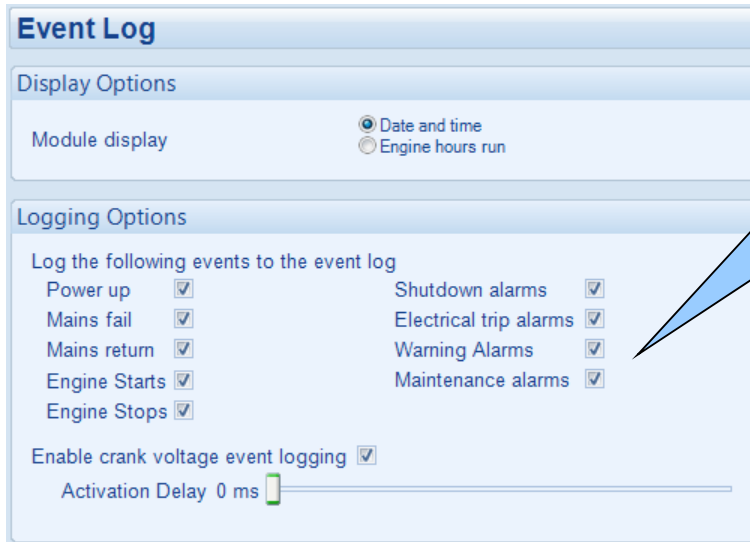 Event Log
Display Options
Module display
Date and time
Engine hours run
Logging Options
Log the following events to the event log
Power up
Shutdown alarms
Mains fail
Electrical trip alarms
Mains return
Warning Alarms
Engine Starts
Maintenance alarms
Engine Stops
Enable crank voltage event logging
Activation Delay 0 ms